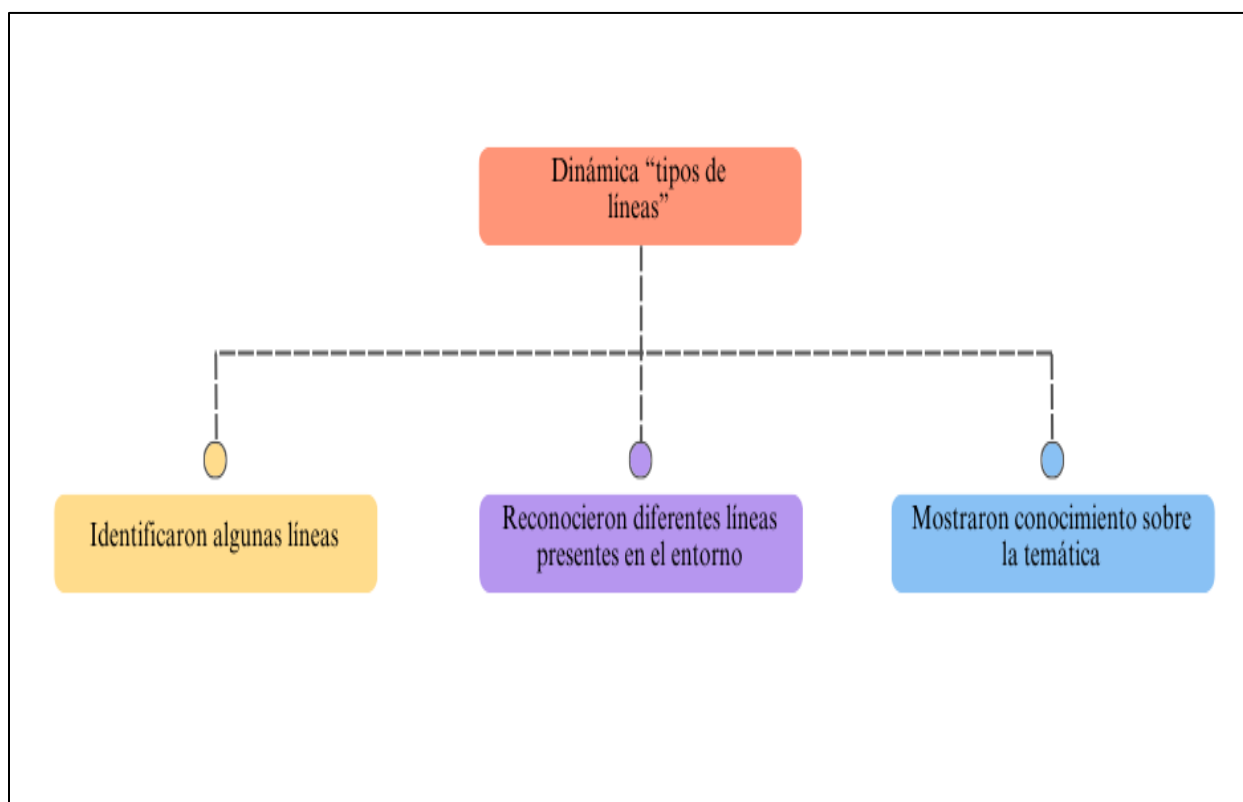 Dinámica “tipos de
líneas”
Identificaron algunas líneas
Reconocieron diferentes líneas
presentes en el entorno
Mostraron conocimiento sobre
la temática